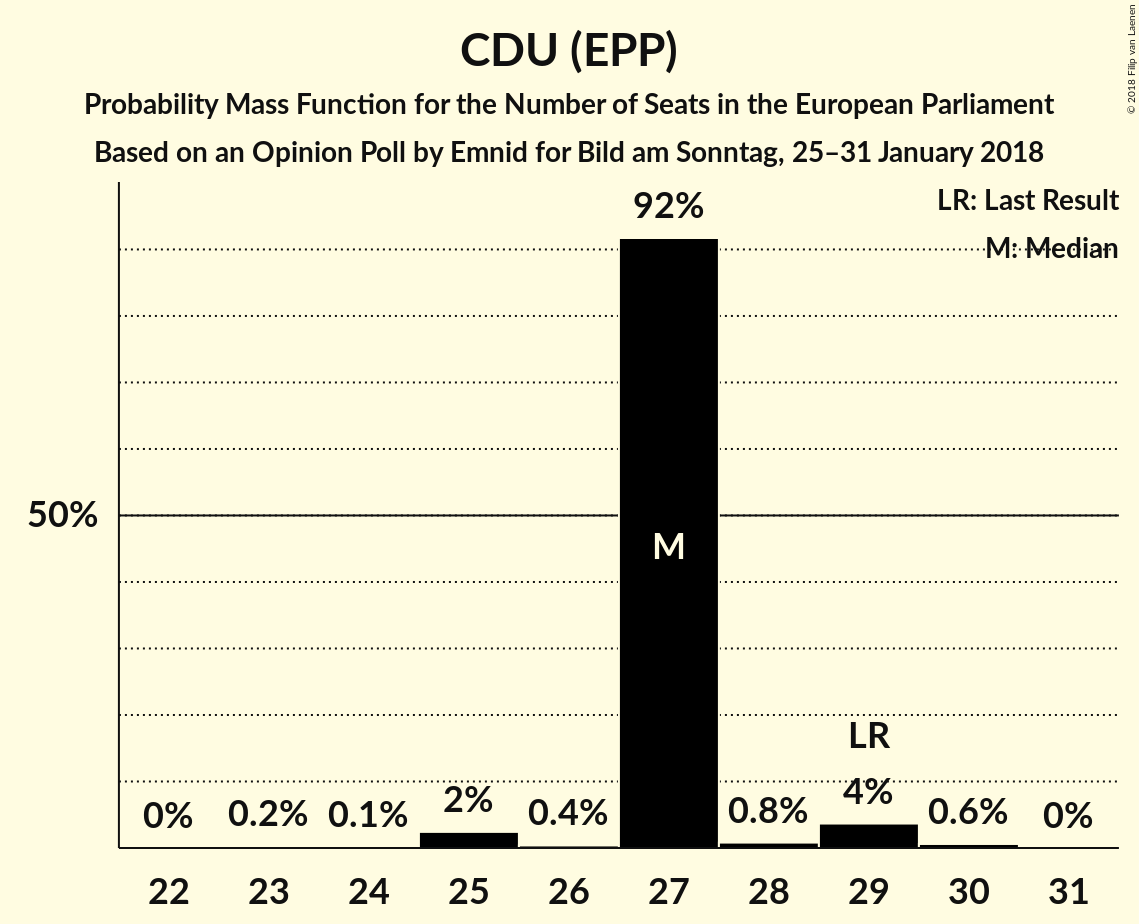 CDU (EPP)
Probability Mass Function for the Number of Seats in the European Parliament
Based on an Opinion Poll by Emnid for Bild am Sonntag, 25–31 January 2018
© 2018 Filip van Laenen
LR: Last Result
M: Median
92%
50%
M
LR
0% 0.2% 0.1% 2% 0.4% 0.8% 4% 0.6% 0%
22 23 24 25 26 27 28 29 30 31